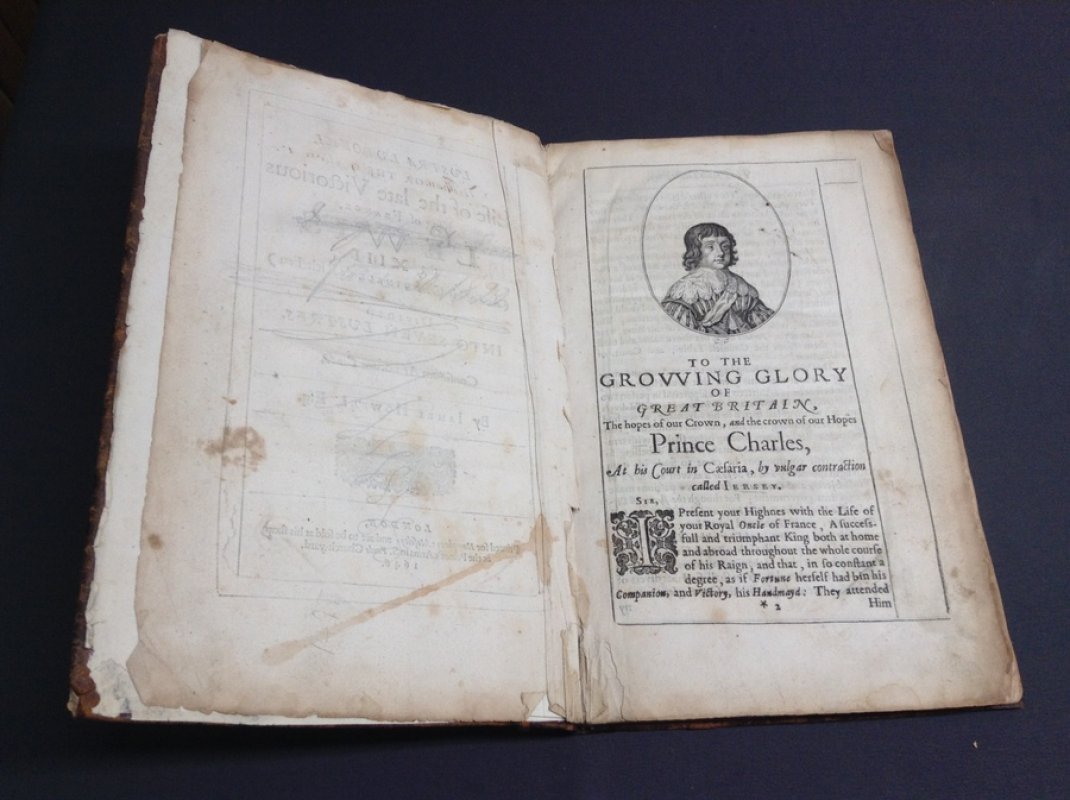 TO THE
GROVVING GLORY
OF
GREAT BRITAIN,
The hopes of our Crown, and the crown of our Hopes
Prince Charles,
At his Court in Cæsaria, by vulgar contraction
called IERSEY.
SIR,
I Present your Highnes with the Life of
your Royal Oncle of France, A success-
full and triumphant King both at home
and abroad throughout the whole course
of his Raign, and that, in so constant a
degree, as if Fortune herself had bin his
Companion, and Victory, his Handmayd: They attended
* 2
Him